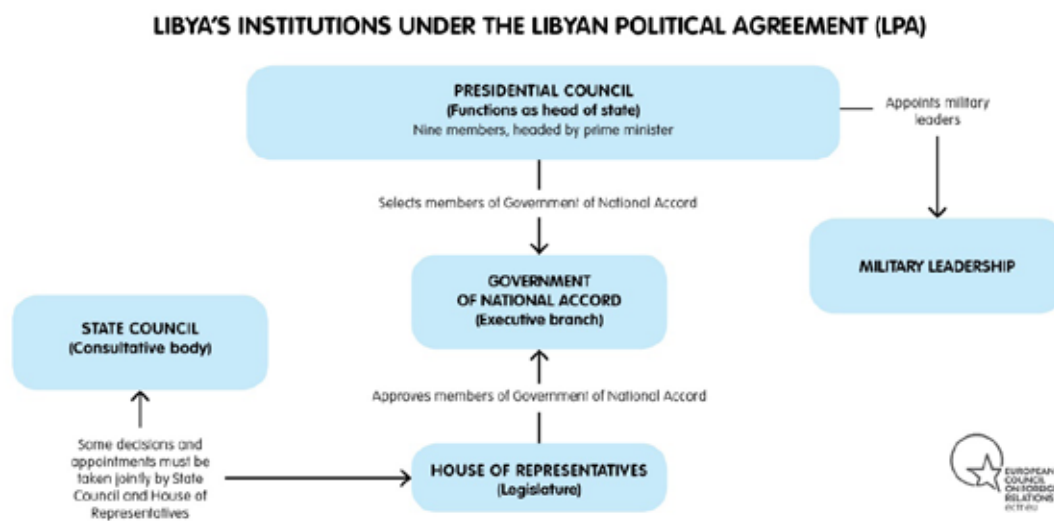 LIBYA'S INSTITUTIONS UNDER THE LIBYAN POLITICAL AGREEMENT (LPA)
PRESIDENTIAL COUNCIL
(Functions as head of state)
Nine members, headed by prime minister
Appoints military
leaders
Selects members of Government of National Accord
MILITARY LEADERSHIP
GOVERNMENT
OF NATIONAL ACCORD
(Executive branch)
STATE COUNCIL
(Consultative body)
Approves members of Government of National Accord
Some decisions and
appointments must be
taken jointly by State
Council and House of
Representatives
HOUSE OF REPRESENTATIVES
(Legislature)
EUROPEAN
COUNCIL
ON FOREIGN
RELATIONS
ecfr.eu